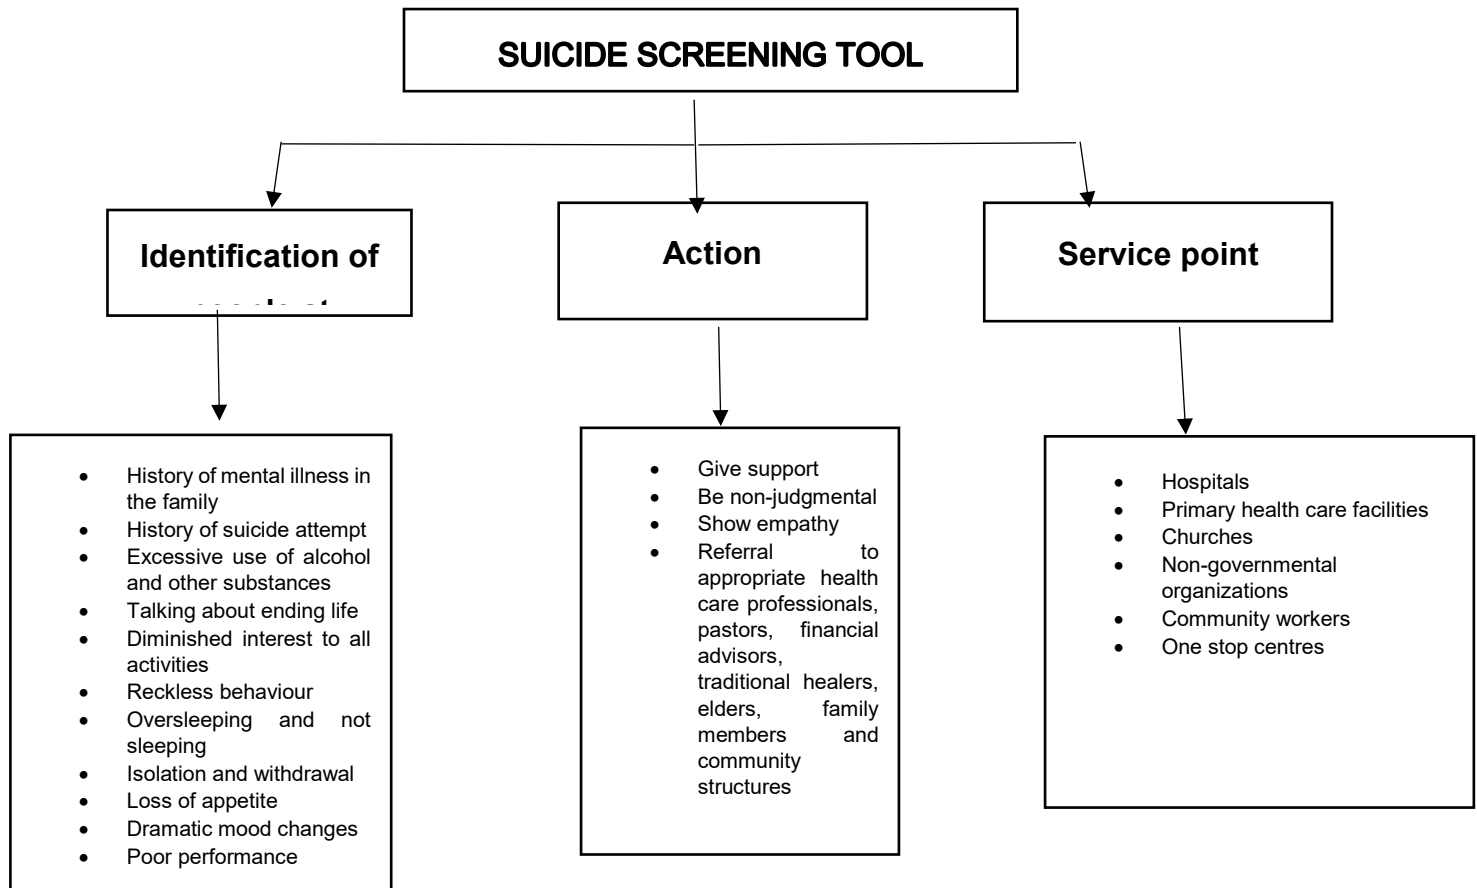 SUICIDE SCREENING TOOL
Identification of
Action
Service point
• History of mental illness in
the family
• History of suicide attempt
• Excessive use of alcohol
and other substances
• Talking about ending life
• Diminished interest to all
activities
• Reckless behaviour
• Oversleeping and not
sleeping
• Isolation and withdrawal
• Loss of appetite
• Dramatic mood changes
• Poor performance
• Give support
• Be non-judgmental
• Show empathy
• Referral to
appropriate health
care professionals,
pastors, financial
advisors,
traditional healers,
elders, family
members and
community
structures
• Hospitals
• Primary health care facilities
• Churches
• Non-governmental
organizations
• Community workers
• One stop centres